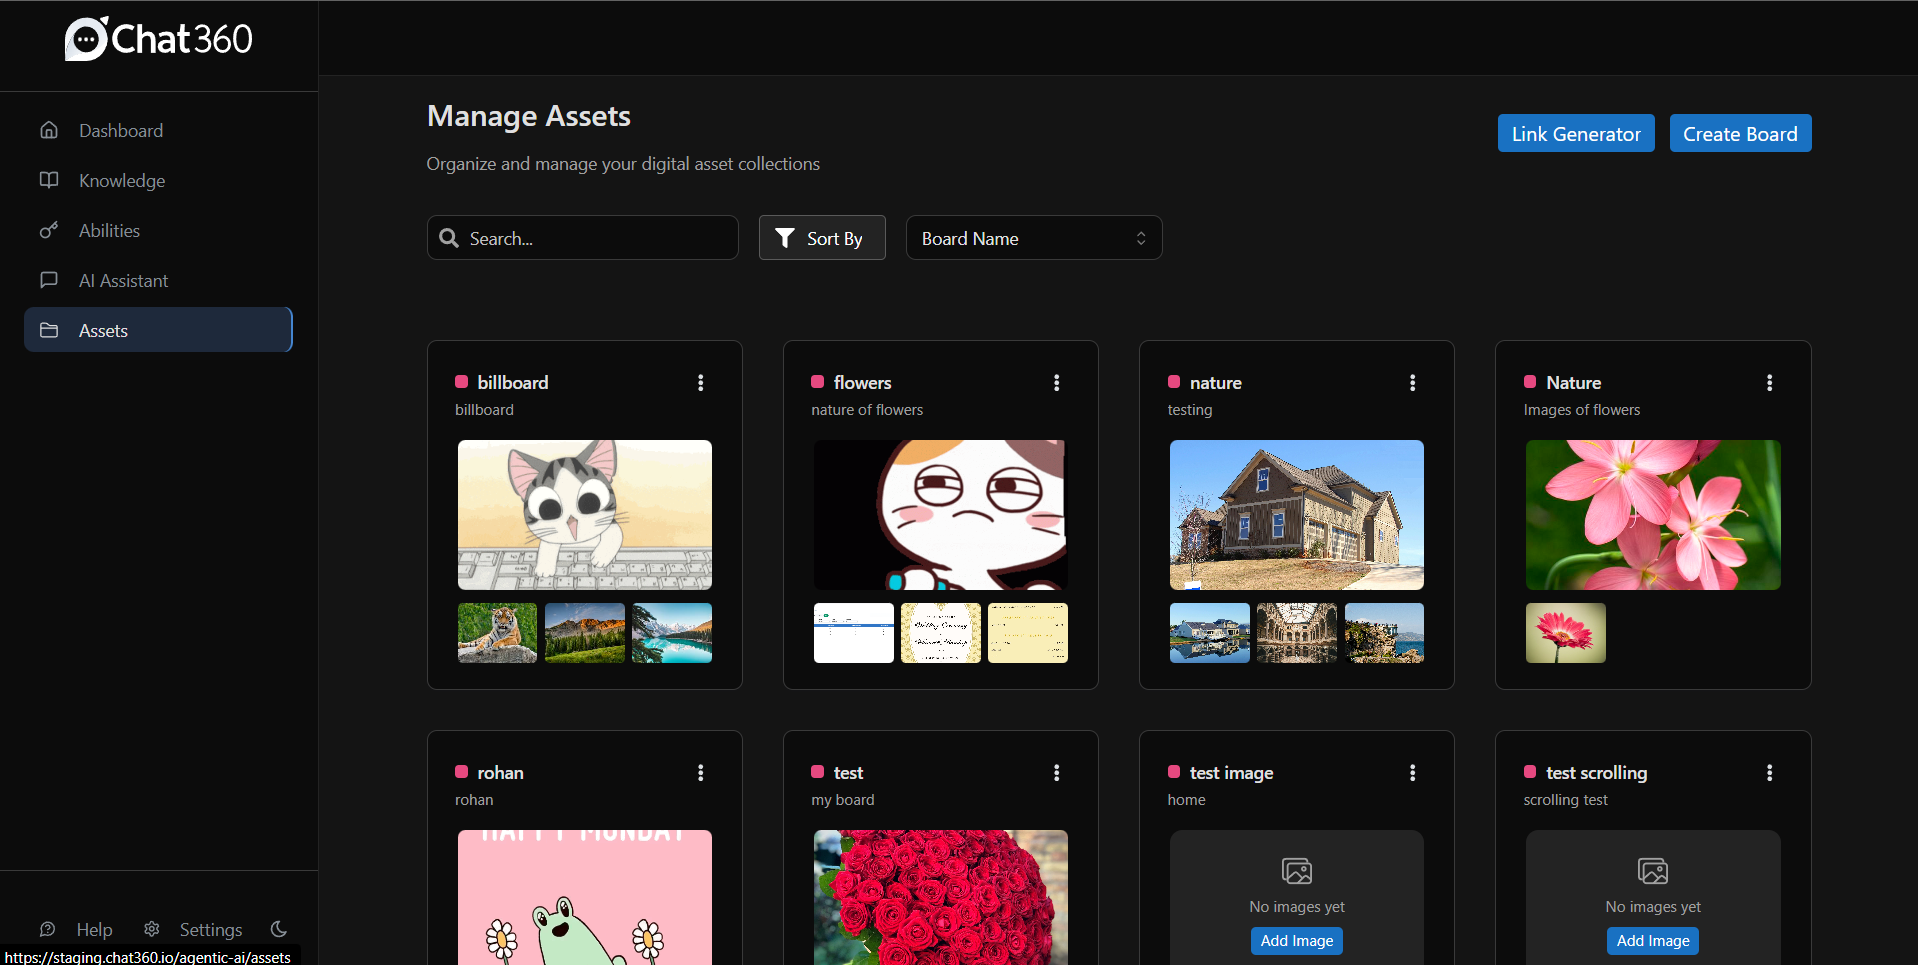 Chat360
Dashboard
Knowledge
Abilities
AI Assistant
Assets
Manage Assets
Organize and manage your digital asset collections
Link Generator
Create Board
Search...
Sort By
Board Name
billboard
billboard
flowers
nature of flowers
nature
testing
Nature
Images of flowers
rohan
rohan
HAPPY MONDAY
test
my board
test image
home
No images yet
Add Image
test scrolling
scrolling test
No images yet
Add Image
Help
Settings
https://staging.chat360.io/agentic-ai/assets